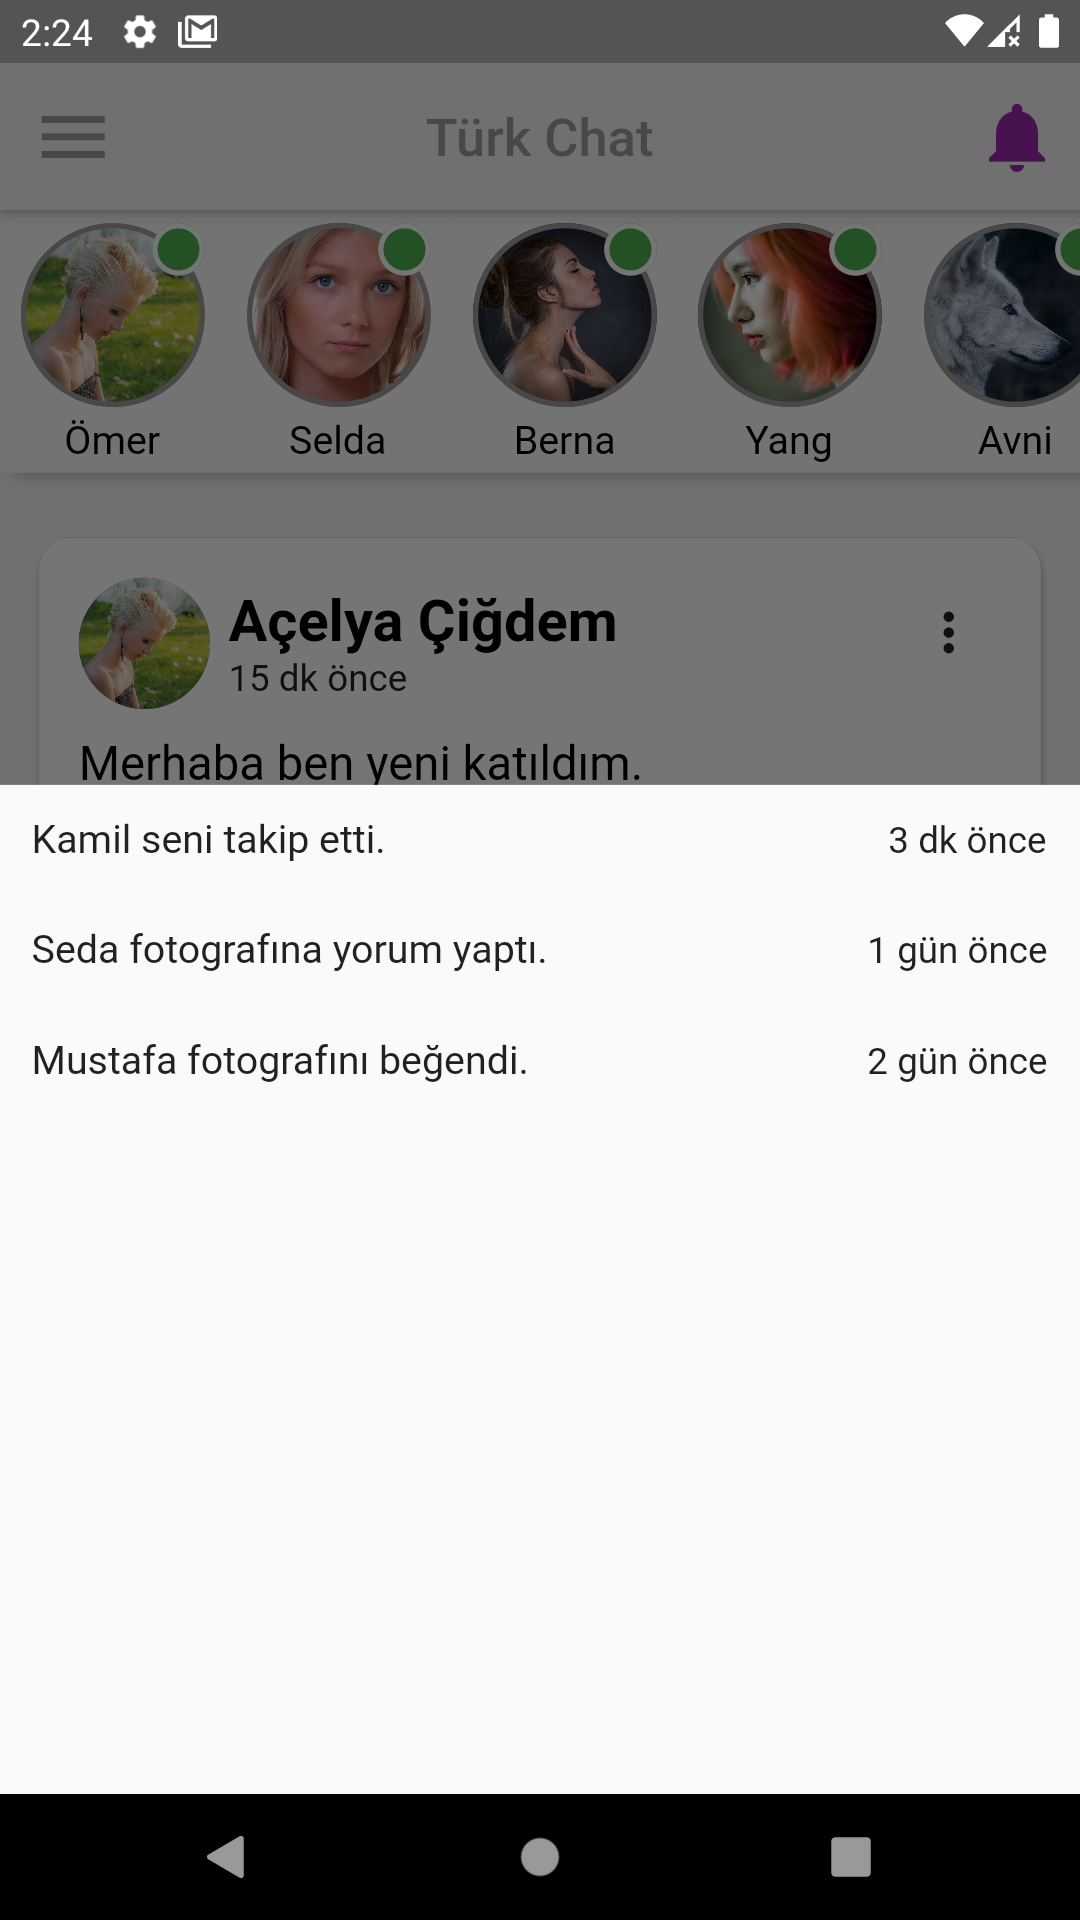 2:24
Türk Chat
Ömer
Selda
Berna
Yang
Avni
Açelya Çiğdem
15 dk önce
Merhaba ben yeni katıldım.
Kamil seni takip etti.
3 dk önce
Seda fotografına yorum yaptı.
1 gün önce
Mustafa fotografını beğendi.
2 gün önce